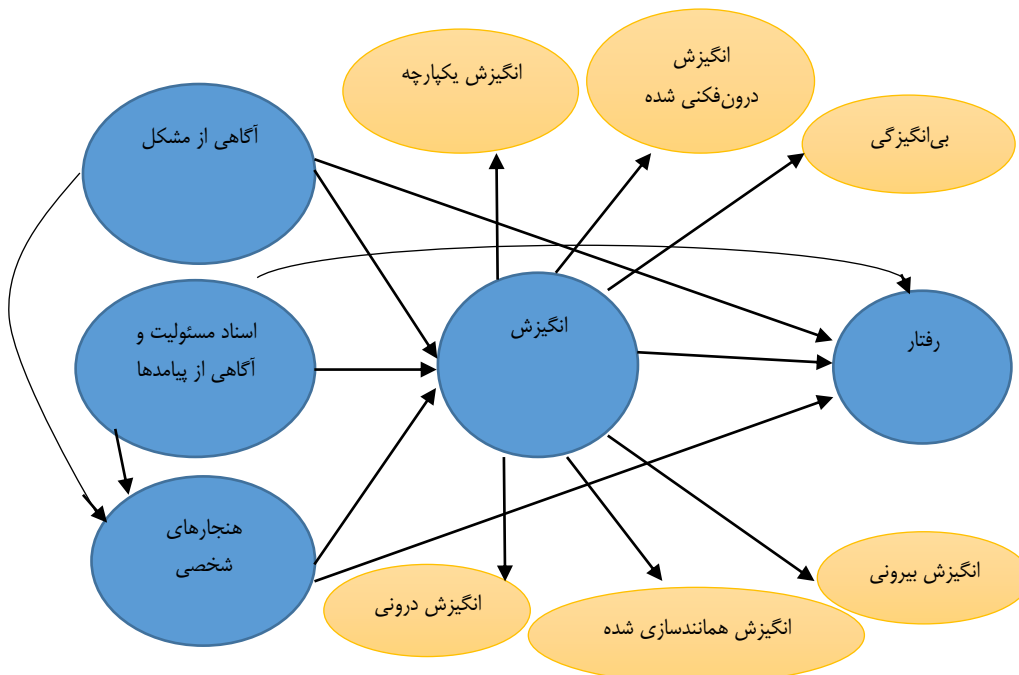 انگیزش
درون‌فکنی شده
انگیزش یکپارچه
بی‌انگیزگی
آگاهی از مشکل
اسناد مسئولیت و
آگاهی از پیامدها
انگیزش
رفتار
هنجارهای
شخصی
انگیزش بیرونی
انگیزش همانندسازی شده
انگیزش درونی